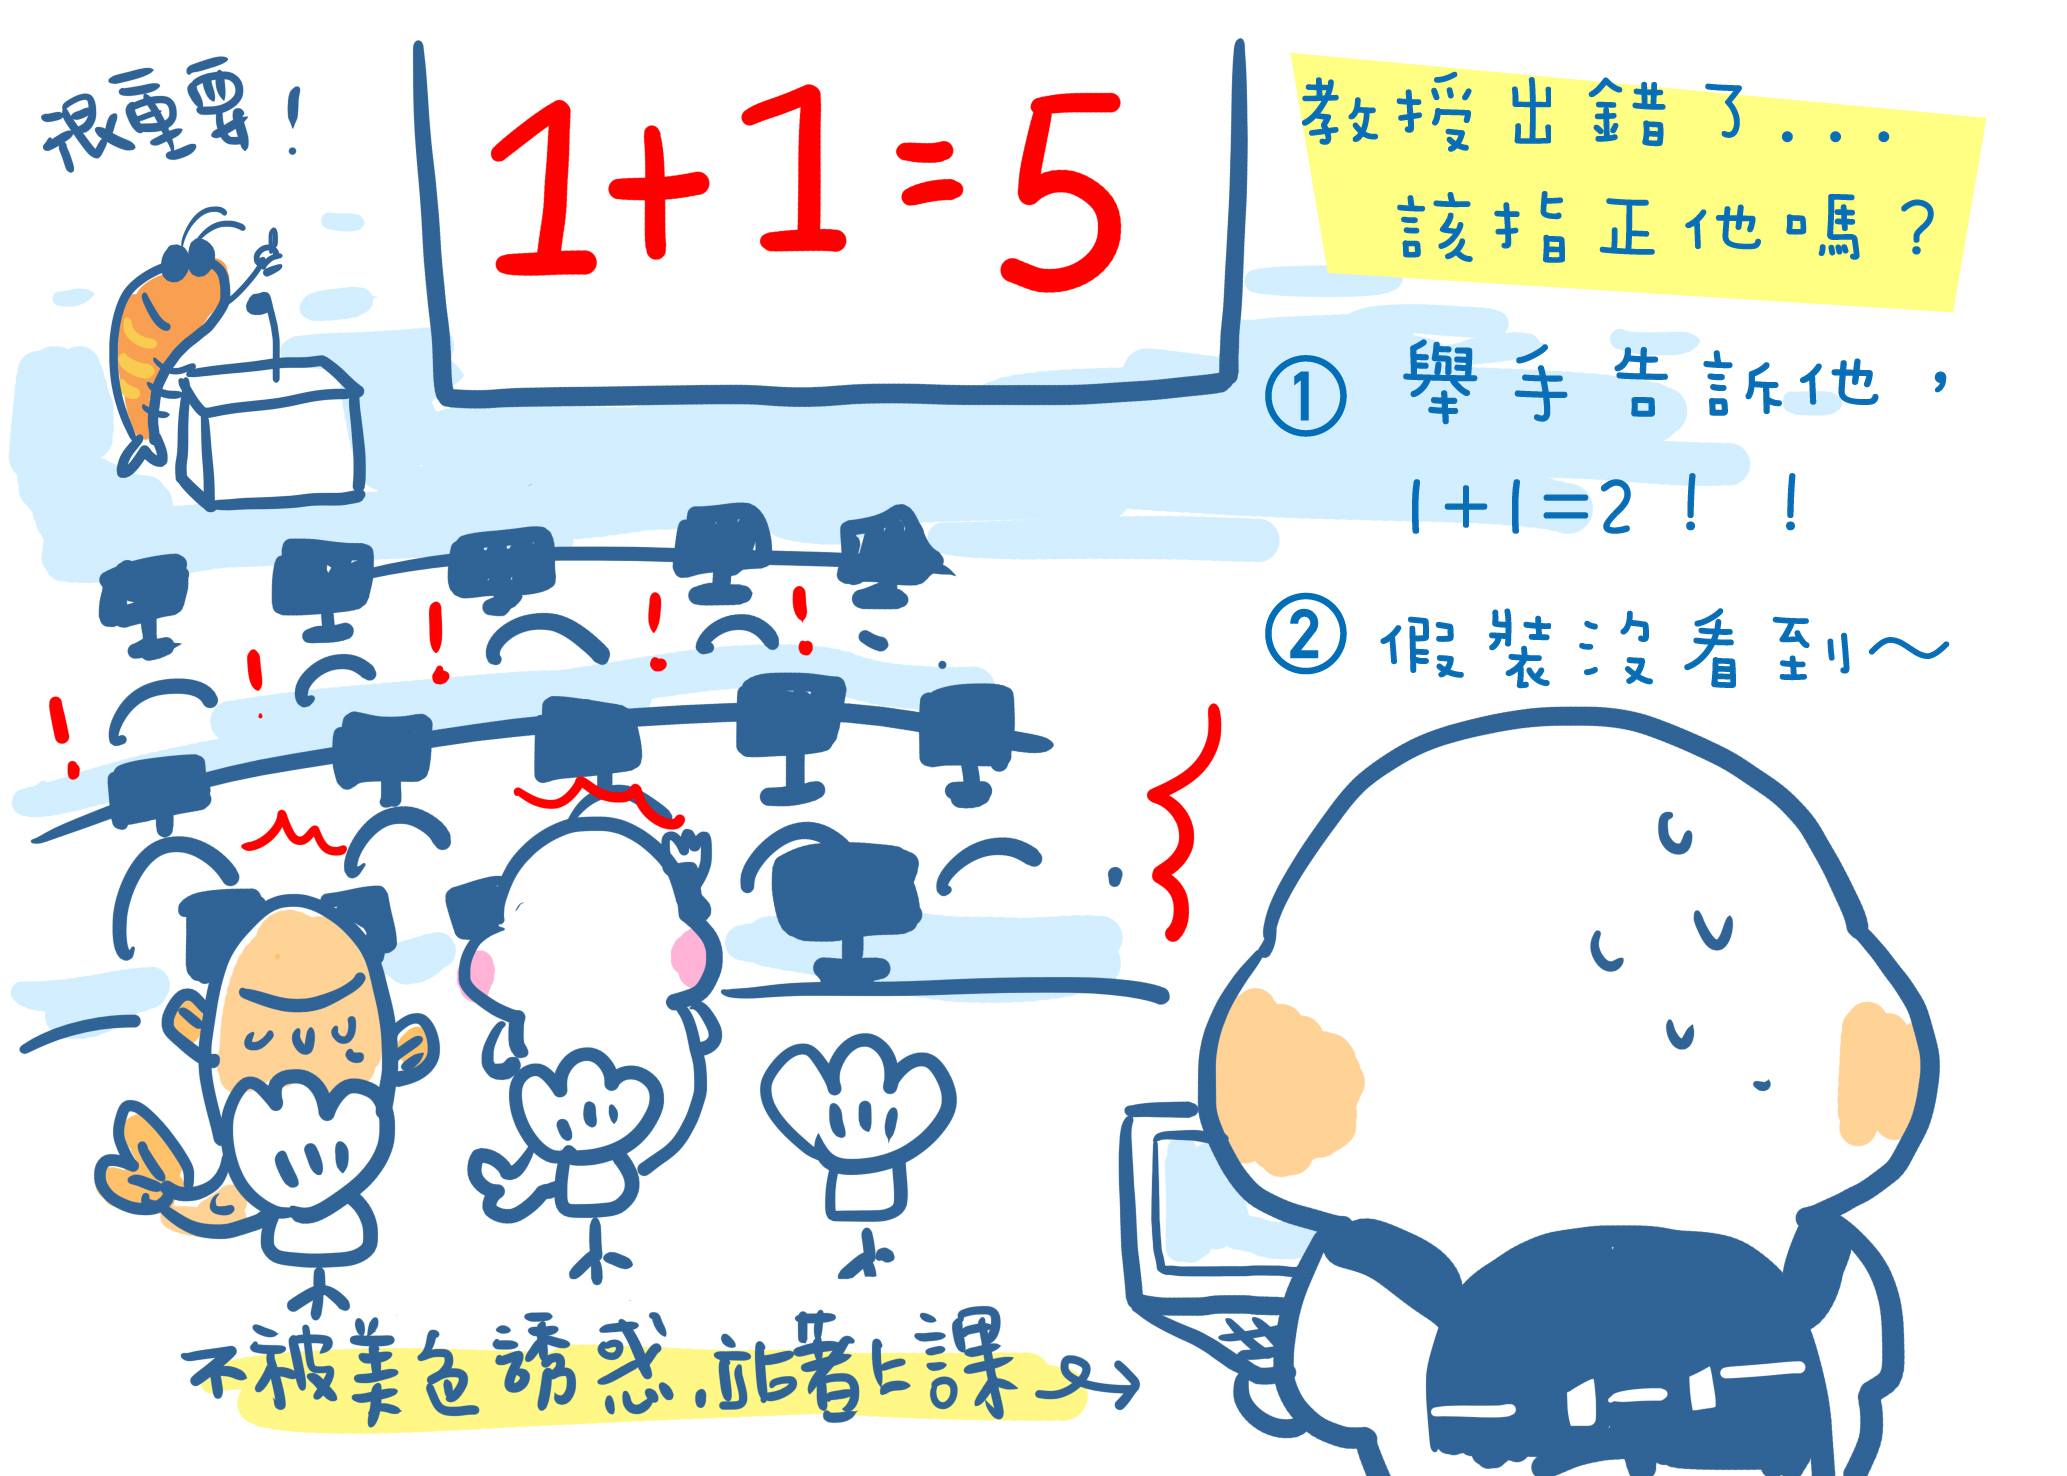 很重要！
1+1=5
教授出錯了...
該指正他嗎？
① 舉手告訴他，
1+1=2！！
② 假裝沒看到～
不被美色誘惑.站著上課